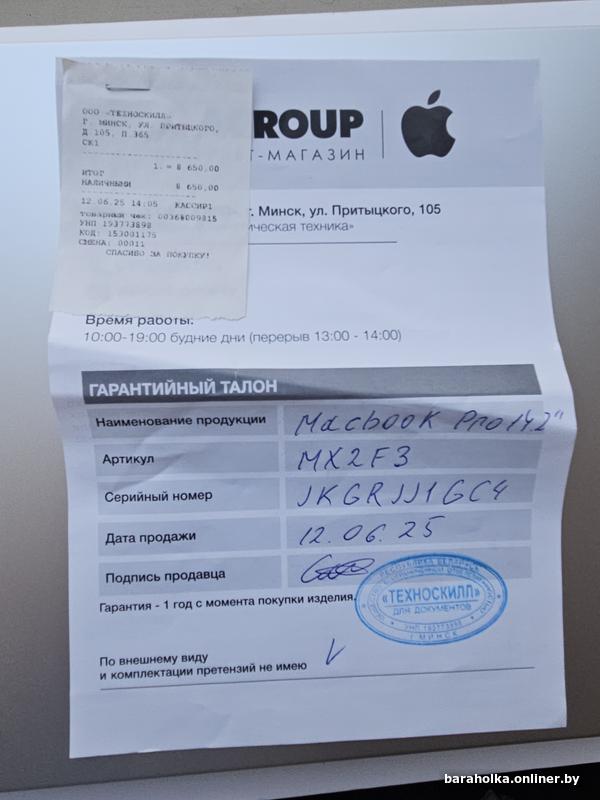 ООО «ТЕХНОСКИЛЛ»
Г. МИНСК, УЛ. ПРИТЫЦКОГО,
Д 105, П 365
СК1
1. = 8 650,00
ИТОГ
НАЛИЧНЫМИ 8 650,00
12.06.25 14:05 КАССИР1
товарный чек: 00368009815
УНП 193773898
КОД: 153001175
СМЕНА: 00011
СПАСИБО ЗА ПОКУПКУ!
ROUP
Т-МАГАЗИН
г. Минск, ул. Притыцкого, 105
ическая техника»
Время работы:
10:00-19:00 будние дни (перерыв 13:00 - 14:00)
ГАРАНТИЙНЫЙ ТАЛОН
Наименование продукции Macbook Pro 14.2"
Артикул MX2F3
Серийный номер JKGRJJ1GC4
Дата продажи 12.06.25
Подпись продавца
Гарантия - 1 год с момента покупки изделия.
РЕСПУБЛИКА БЕЛАРУСЬ
«ТЕХНОСКИЛЛ»
ДЛЯ ДОКУМЕНТОВ
УНП 193773898
Г.МИНСК
По внешнему виду
и комплектации претензий не имею
baraholka.onliner.by